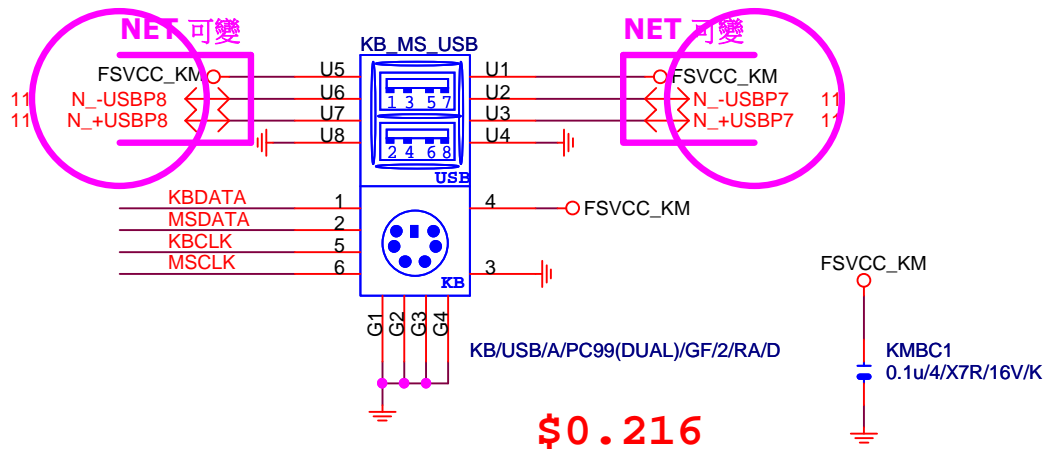 NET 可變
NET 可變
KB_MS_USB
FSVCC_KM
U5
U1
FSVCC_KM
11
N_-USBP8
U6
U2
N_-USBP7
11
11
N_+USBP8
U7
U3
N_+USBP7
11
U8
U4
1 3 5 7
2 4 6 8
USB
KBDATA
1
4
FSVCC_KM
MSDATA
2
KBCLK
5
MSCLK
6
3
KB
G1
G2
G3
G4
KB/USB/A/PC99(DUAL)/GF/2/RA/D
FSVCC_KM
KMBC1
0.1u/4/X7R/16V/K
$0.216